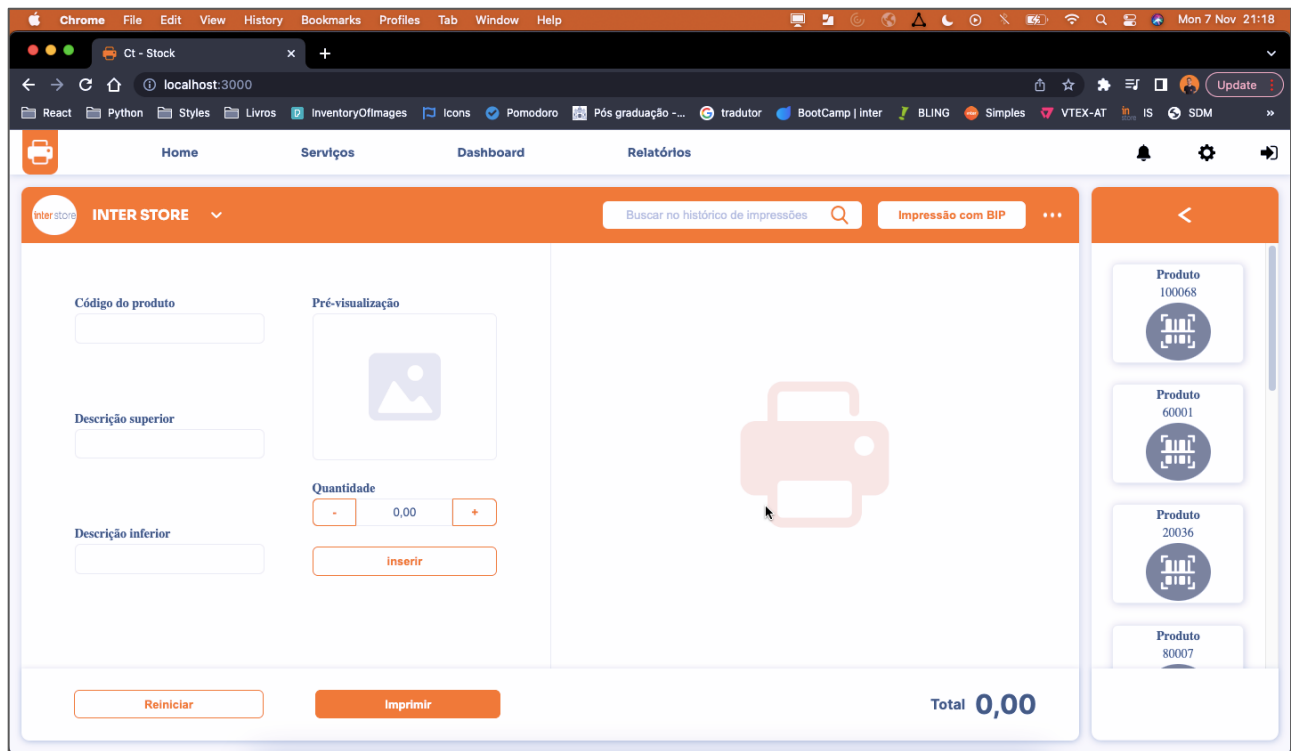 Chrome File Edit View History Bookmarks Profiles Tab Window Help Mon 7 Nov 21:18
Ct - Stock
localhost:3000 Update
React Python Styles Livros InventoryOfImages Icons Pomodoro Pós graduação -... tradutor BootCamp | inter BLING Simples VTEX-AT IS SDM »
Home Serviços Dashboard Relatórios
inter store INTER STORE Buscar no histórico de impressões Impressão com BIP ...
Código do produto
Pré-visualização
Descrição superior
Quantidade
- 0,00 +
Descrição inferior
inserir
Reiniciar Imprimir Total 0,00
Produto
100068
Produto
60001
Produto
20036
Produto
80007